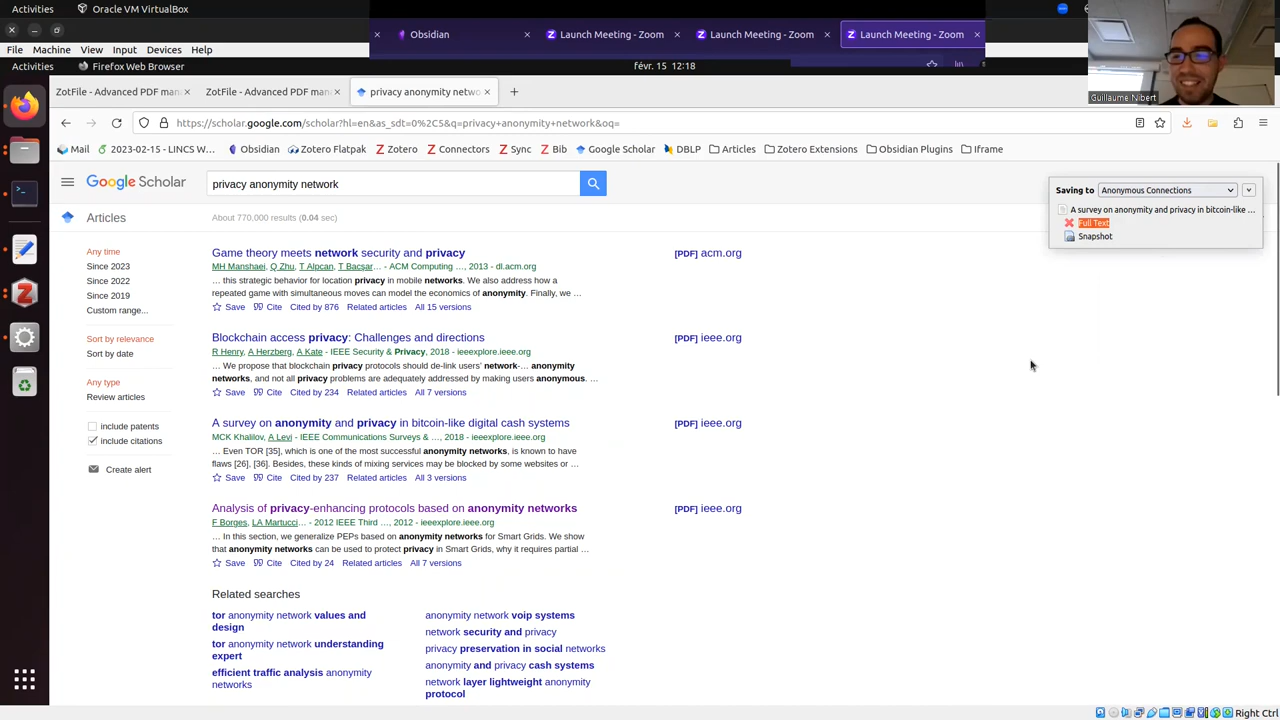 Activities
Oracle VM VirtualBox
Obsidian
Launch Meeting - Zoom
Launch Meeting - Zoom
Launch Meeting - Zoom
File Machine View Input Devices Help
Activities
Firefox Web Browser
févr. 15 12:18
Guillaume Nibert
ZotFile - Advanced PDF man
ZotFile - Advanced PDF man
privacy anonymity netwo
https://scholar.google.com/scholar?hl=en&as_sdt=0%2C5&q=privacy+anonymity+network&oq=
Mail
2023-02-15 - LINCS W…
Obsidian
Zotero Flatpak
Zotero
Connectors
Sync
Bib
Google Scholar
DBLP
Articles
Zotero Extensions
Obsidian Plugins
Iframe
Google Scholar
privacy anonymity network
Saving to
Anonymous Connections
A survey on anonymity and privacy in bitcoin-like ...
Full Text
Snapshot
Articles
About 770,000 results (0.04 sec)
Any time
Since 2023
Since 2022
Since 2019
Custom range...
Sort by relevance
Sort by date
Any type
Review articles
include patents
include citations
Create alert
Game theory meets network security and privacy
[PDF] acm.org
MH Manshaei, Q Zhu, T Alpcan, T Bacşar… - ACM Computing …, 2013 - dl.acm.org
… this strategic behavior for location privacy in mobile networks. We also address how a
repeated game with simultaneous moves can model the economics of anonymity. Finally, we …
Save Cite Cited by 876 Related articles All 15 versions
Blockchain access privacy: Challenges and directions
[PDF] ieee.org
R Henry, A Herzberg, A Kate - IEEE Security & Privacy, 2018 - ieeexplore.ieee.org
… We propose that blockchain privacy protocols should de-link users' network-… anonymity
networks, and not all privacy problems are adequately addressed by making users anonymous. …
Save Cite Cited by 234 Related articles All 7 versions
A survey on anonymity and privacy in bitcoin-like digital cash systems
[PDF] ieee.org
MCK Khalilov, A Levi - IEEE Communications Surveys & …, 2018 - ieeexplore.ieee.org
… Even TOR [35], which is one of the most successful anonymity networks, is known to have
flaws [26], [36]. Besides, these kinds of mixing services may be blocked by some websites or …
Save Cite Cited by 237 Related articles All 3 versions
Analysis of privacy-enhancing protocols based on anonymity networks
[PDF] ieee.org
F Borges, LA Martucci… - 2012 IEEE Third …, 2012 - ieeexplore.ieee.org
… In this section, we generalize PEPs based on anonymity networks for Smart Grids. We show
that anonymity networks can be used to protect privacy in Smart Grids, why it requires partial …
Save Cite Cited by 24 Related articles All 7 versions
Related searches
tor anonymity network values and
design
tor anonymity network understanding
expert
efficient traffic analysis anonymity
networks
anonymity network voip systems
network security and privacy
privacy preservation in social networks
anonymity and privacy cash systems
network layer lightweight anonymity
protocol
Right Ctrl